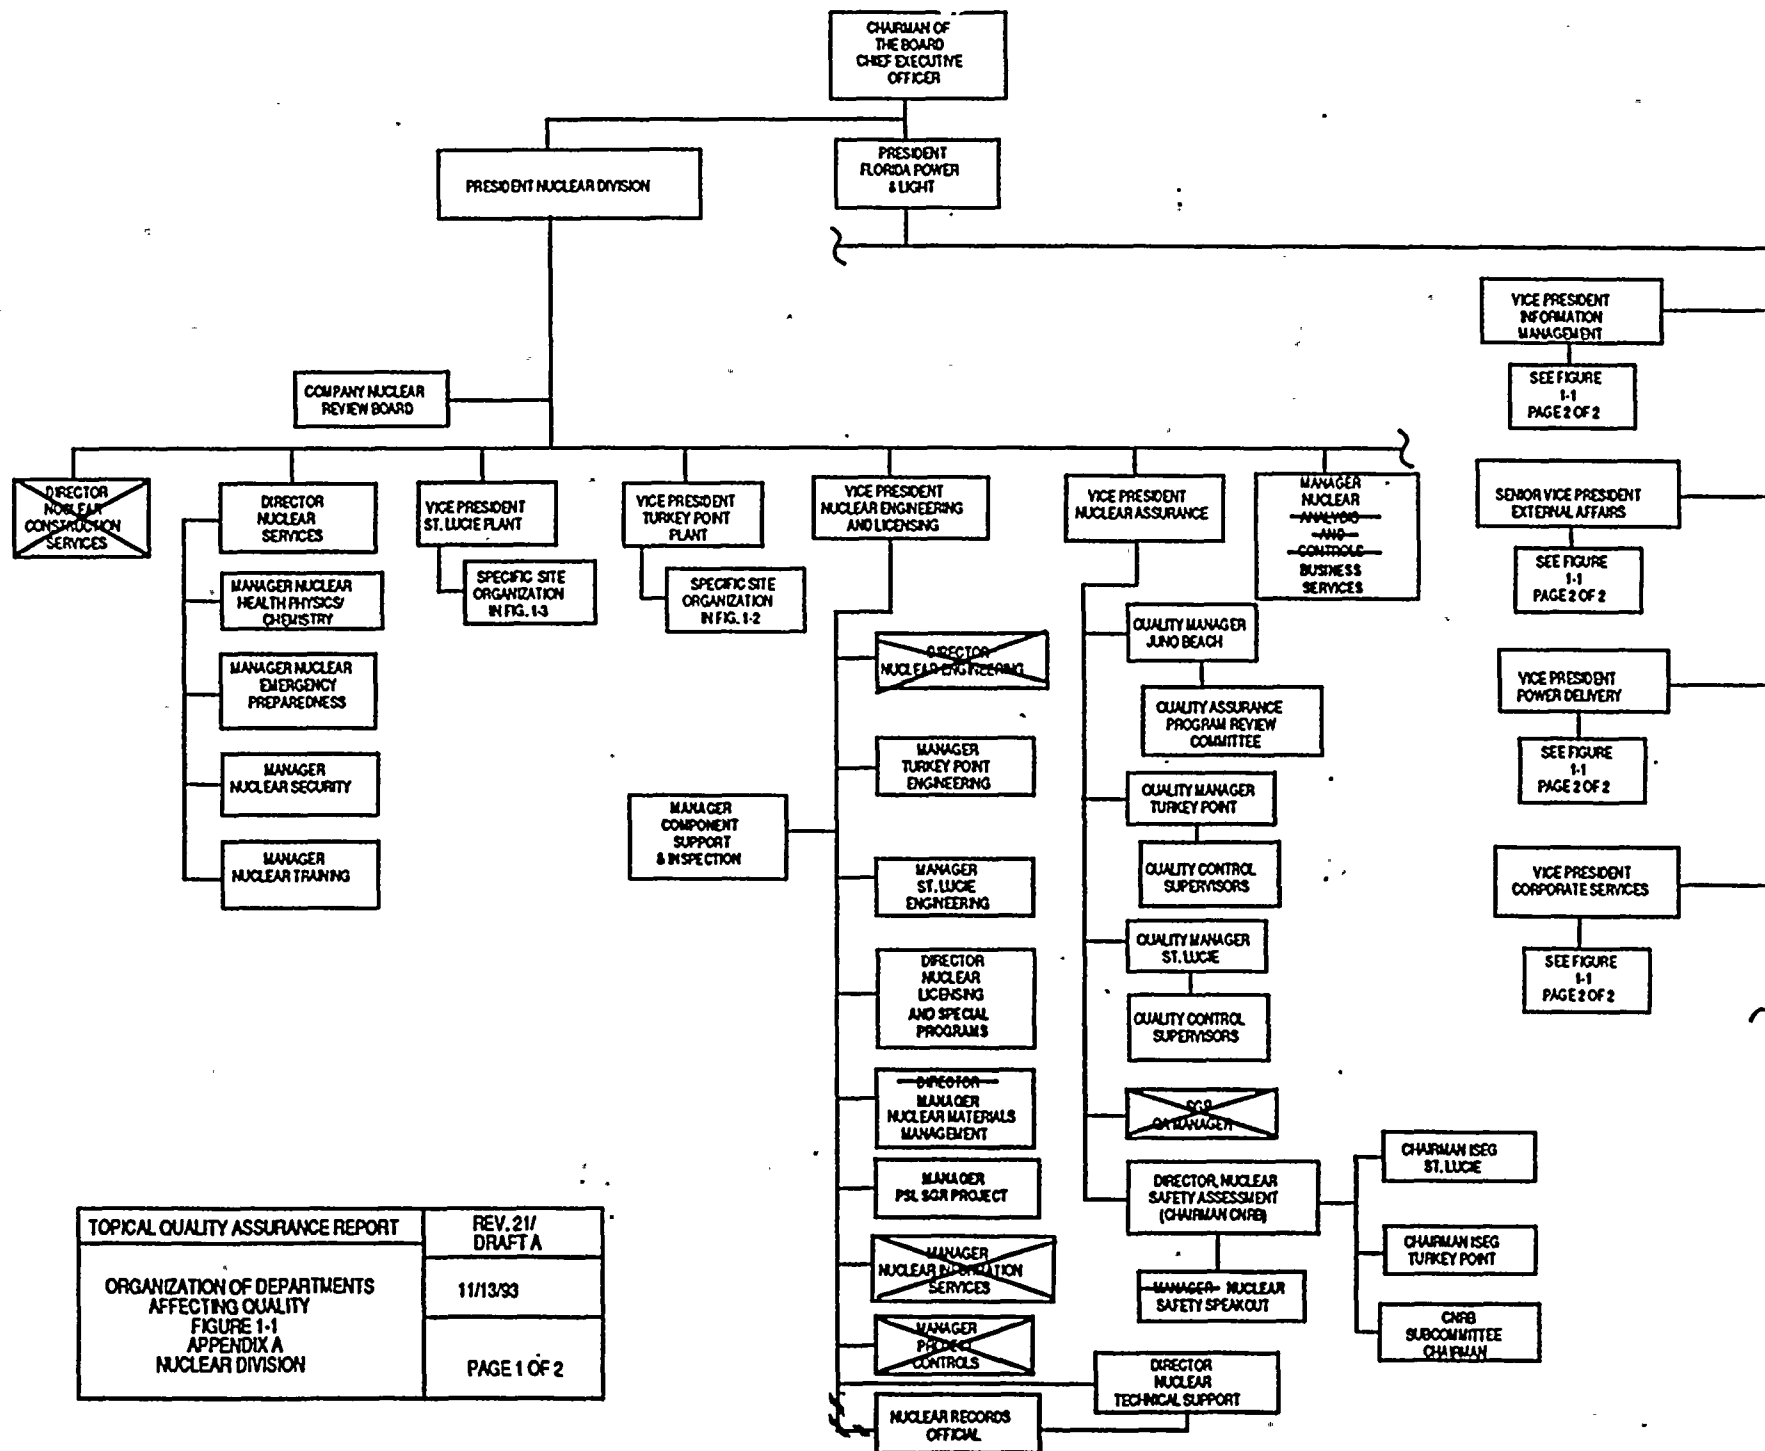 CHAIRMAN OF
THE BOARD
CHIEF EXECUTIVE
OFFICER
PRESIDENT NUCLEAR DIVISION
PRESIDENT
FLORIDA POWER
& LIGHT
VICE PRESIDENT
INFORMATION
MANAGEMENT
SEE FIGURE
1-1
PAGE 2 OF 2
COMPANY NUCLEAR
REVIEW BOARD
DIRECTOR
NUCLEAR
CONSTRUCTION
SERVICES
DIRECTOR
NUCLEAR
SERVICES
MANAGER NUCLEAR
HEALTH PHYSICS/
CHEMISTRY
MANAGER NUCLEAR
EMERGENCY
PREPAREDNESS
MANAGER
NUCLEAR SECURITY
MANAGER
NUCLEAR TRAINING
VICE PRESIDENT
ST. LUCIE PLANT
SPECIFIC SITE
ORGANIZATION
IN FIG. 1-3
VICE PRESIDENT
TURKEY POINT
PLANT
SPECIFIC SITE
ORGANIZATION
IN FIG. 1-2
VICE PRESIDENT
NUCLEAR ENGINEERING
AND LICENSING
DIRECTOR
NUCLEAR ENGINEERING
MANAGER
TURKEY POINT
ENGINEERING
MANAGER
COMPONENT
SUPPORT
& INSPECTION
MANAGER
ST. LUCIE
ENGINEERING
DIRECTOR
NUCLEAR
LICENSING
AND SPECIAL
PROGRAMS
DIRECTOR
MANAGER
NUCLEAR MATERIALS
MANAGEMENT
MANAGER
PSL SGR PROJECT
MANAGER
NUCLEAR INFORMATION
SERVICES
MANAGER
PROJECT
CONTROLS
NUCLEAR RECORDS
OFFICIAL
VICE PRESIDENT
NUCLEAR ASSURANCE
QUALITY MANAGER
JUNO BEACH
QUALITY ASSURANCE
PROGRAM REVIEW
COMMITTEE
QUALITY MANAGER
TURKEY POINT
QUALITY CONTROL
SUPERVISORS
QUALITY MANAGER
ST. LUCIE
QUALITY CONTROL
SUPERVISORS
SGR
QA MANAGER
DIRECTOR, NUCLEAR
SAFETY ASSESSMENT
(CHAIRMAN CNRB)
MANAGER NUCLEAR
SAFETY SPEAKOUT
DIRECTOR
NUCLEAR
TECHNICAL SUPPORT
CHAIRMAN ISEG
ST. LUCIE
CHAIRMAN ISEG
TURKEY POINT
CNRB
SUBCOMMITTEE
CHAIRMAN
MANAGER
NUCLEAR
ANALYSIS
AND
CONTROLS
BUSINESS
SERVICES
SENIOR VICE PRESIDENT
EXTERNAL AFFAIRS
SEE FIGURE
1-1
PAGE 2 OF 2
VICE PRESIDENT
POWER DELIVERY
SEE FIGURE
1-1
PAGE 2 OF 2
VICE PRESIDENT
CORPORATE SERVICES
SEE FIGURE
1-1
PAGE 2 OF 2
TOPICAL QUALITY ASSURANCE REPORT
REV. 21/
DRAFT A
ORGANIZATION OF DEPARTMENTS
AFFECTING QUALITY
FIGURE 1-1
APPENDIX A
NUCLEAR DIVISION
11/13/93
PAGE 1 OF 2